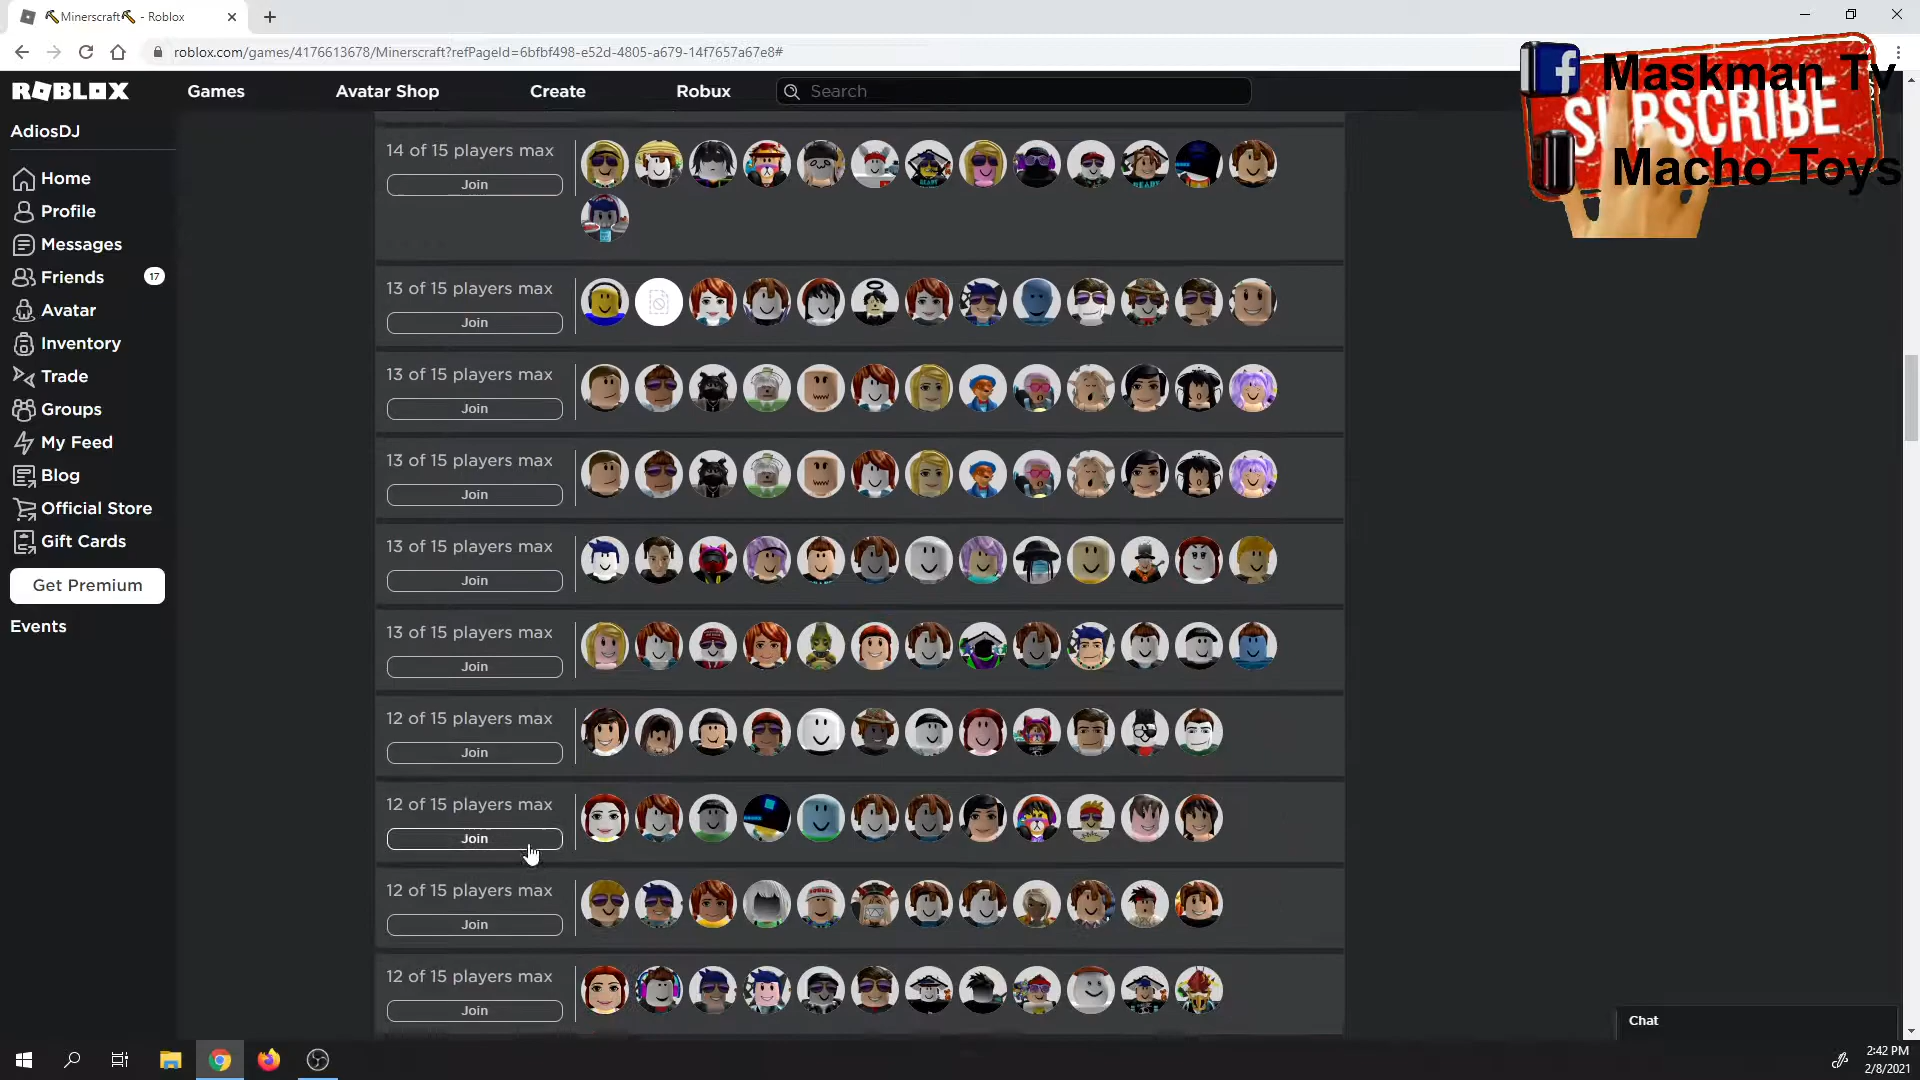 ⛏Minerscraft⛏ - Roblox
roblox.com/games/4176613678/Minerscraft?refPageId=6bfbf498-e52d-4805-a679-14f7657a67e8#
ROBLOX
Games
Avatar Shop
Create
Robux
Search
Maskman Tv
SUBSCRIBE
Macho Toys
AdiosDJ
Home
Profile
Messages
Friends 17
Avatar
Inventory
Trade
Groups
My Feed
Blog
Official Store
Gift Cards
Get Premium
Events
14 of 15 players max
Join
13 of 15 players max
Join
13 of 15 players max
Join
13 of 15 players max
Join
13 of 15 players max
Join
13 of 15 players max
Join
12 of 15 players max
Join
12 of 15 players max
Join
12 of 15 players max
Join
12 of 15 players max
Join
Chat
2:42 PM
2/8/2021